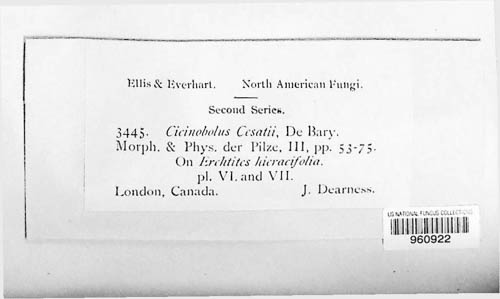 Ellis & Everhart. North American Fungi.
Second Series.
3445. Cicinobolus Cesatii, De Bary.
Morph. & Phys. der Pilze, III, pp. 53-75.
On Erchtites hieracifolia.
pl. VI. and VII.
London, Canada. J. Dearness.
US NATIONAL FUNGUS COLLECTIONS
960922